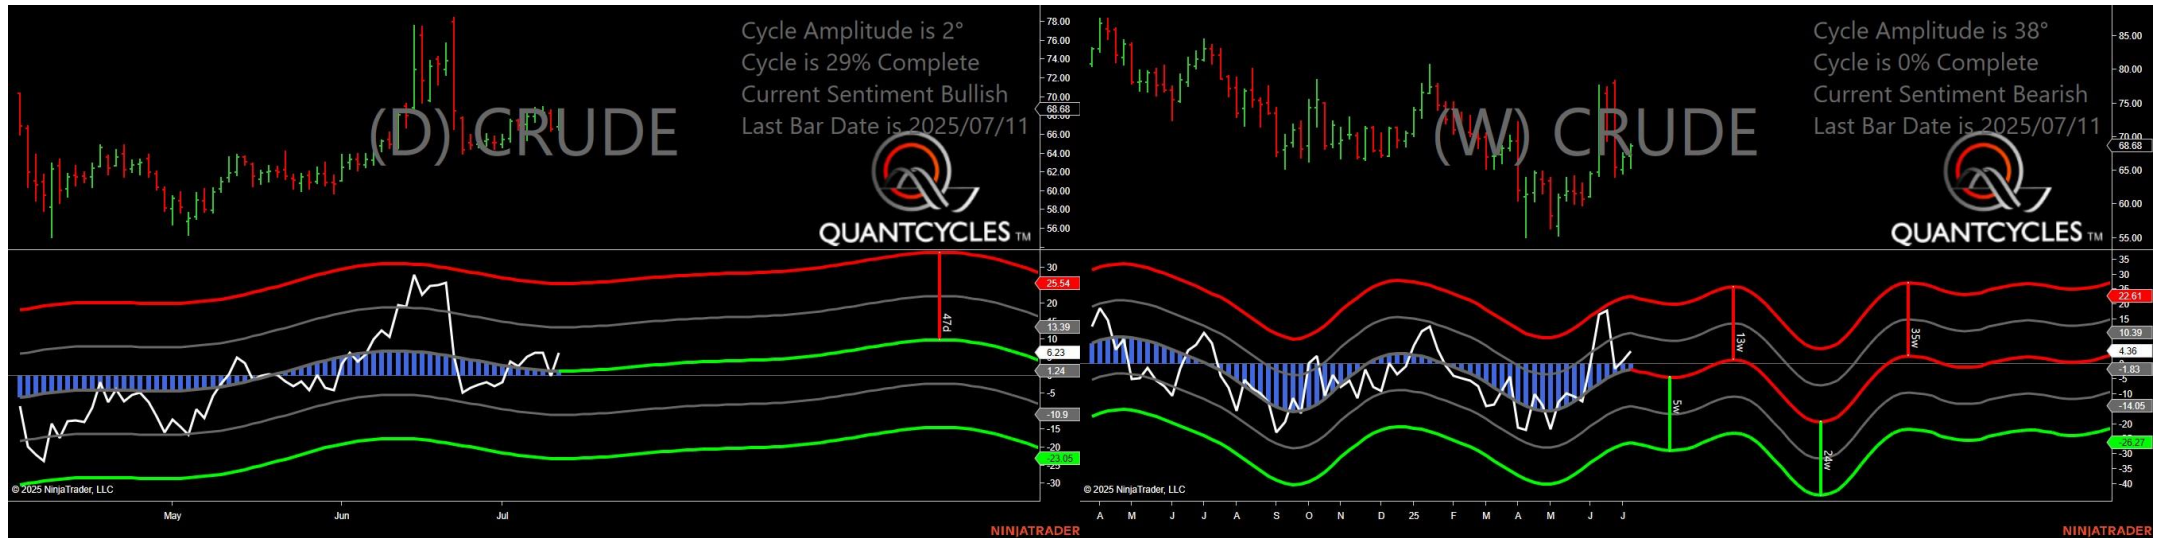 Cycle Amplitude is 2°
Cycle is 29% Complete
Current Sentiment Bullish
Last Bar Date is 2025/07/11
(D) CRUDE
QUANTCYCLES TM
78.00
76.00
74.00
72.00
70.00
68.68
66.00
64.00
62.00
60.00
58.00
56.00
30
25.54
20
13.39
10
6.23
1.24
-5
-10.9
-15
-20
-23.05
-30
47d
© 2025 NinjaTrader, LLC
May
Jun
Jul
NINJATRADER
Cycle Amplitude is 38°
Cycle is 0% Complete
Current Sentiment Bearish
Last Bar Date is 2025/07/11
(W) CRUDE
QUANTCYCLES TM
85.00
80.00
75.00
70.00
68.68
65.00
60.00
55.00
35
30
22.61
15
10.39
4.36
-1.83
-5
-10
-14.05
-20
-26.27
-30
-35
-40
5w
13w
24w
35w
© 2025 NinjaTrader, LLC
A M J J A S O N D 25 F M A M J J
NINJATRADER